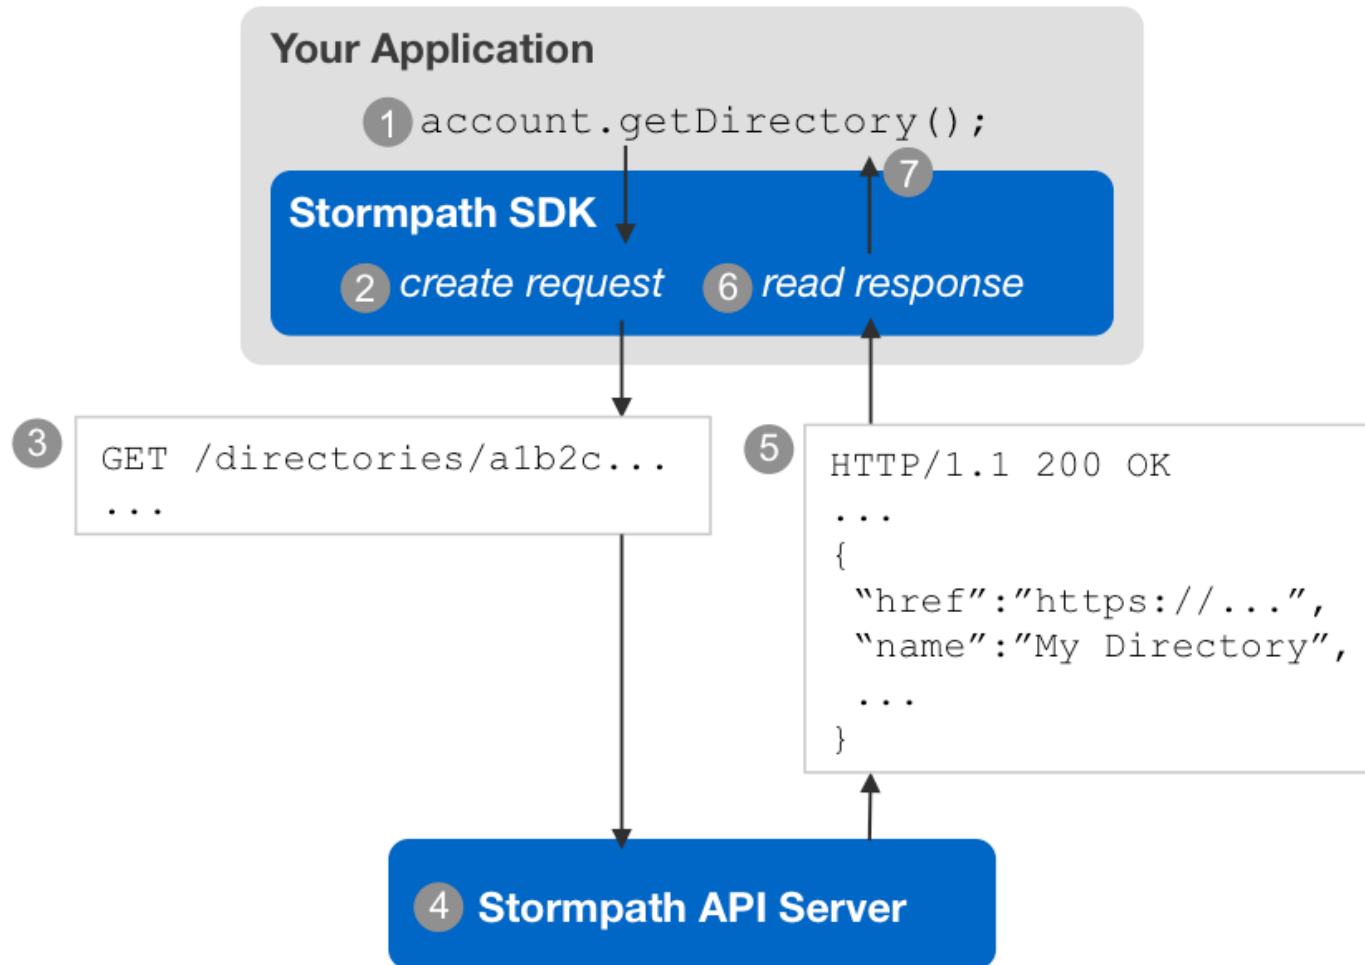 Your Application
1 account.getDirectory();
7
Stormpath SDK
2 create request
6 read response
3 GET /directories/a1b2c...
...
5 HTTP/1.1 200 OK
...
{
“href”:”https://...”,
“name”:”My Directory”,
...
}
4 Stormpath API Server